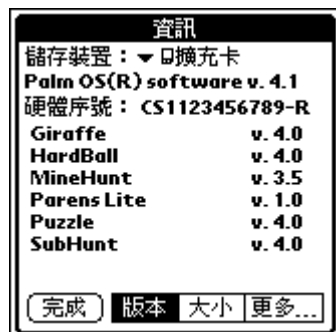 資訊
儲存裝置：擴充卡
Palm OS(R) software v. 4.1
硬體序號： CS1123456789-R
Giraffe v. 4.0
HardBall v. 4.0
MineHunt v. 3.5
Parens Lite v. 1.0
Puzzle v. 4.0
SubHunt v. 4.0
完成 版本 大小 更多...